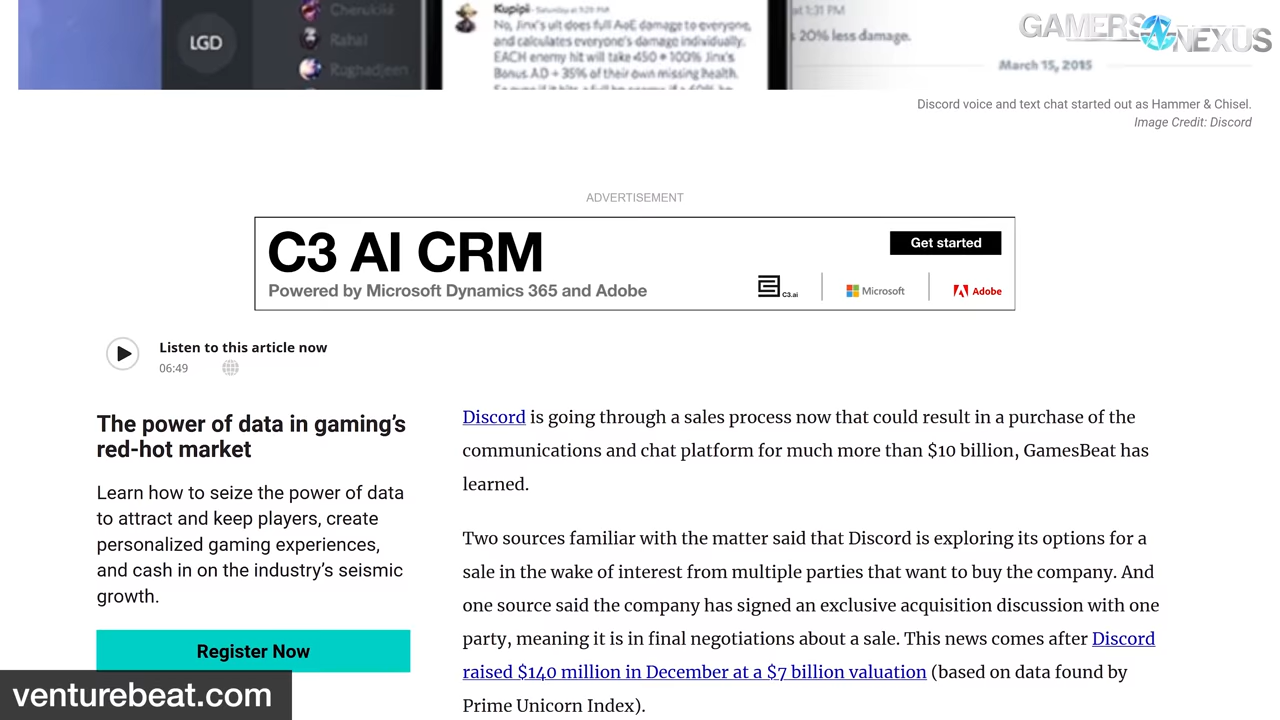 Cherukiie
Rahal
Rughadjeen
LGD
Kupipi
No, Jinx's ult does full AoE damage to everyone,
and calculates everyone's damage individually.
EACH enemy hit will take 450 + 100% Jinx's
Bonus AD + 35% of their own missing health.
at 1:31 PM
20% less damage.
March 15, 2015
GAMERS NEXUS
Discord voice and text chat started out as Hammer & Chisel.
Image Credit: Discord
ADVERTISEMENT
C3 AI CRM
Powered by Microsoft Dynamics 365 and Adobe
Get started
C3.ai
Microsoft
Adobe
Listen to this article now
06:49
The power of data in gaming's
red-hot market
Learn how to seize the power of data
to attract and keep players, create
personalized gaming experiences,
and cash in on the industry's seismic
growth.
Register Now
Discord is going through a sales process now that could result in a purchase of the
communications and chat platform for much more than $10 billion, GamesBeat has
learned.
Two sources familiar with the matter said that Discord is exploring its options for a
sale in the wake of interest from multiple parties that want to buy the company. And
one source said the company has signed an exclusive acquisition discussion with one
party, meaning it is in final negotiations about a sale. This news comes after Discord
raised $140 million in December at a $7 billion valuation (based on data found by
Prime Unicorn Index).
venturebeat.com